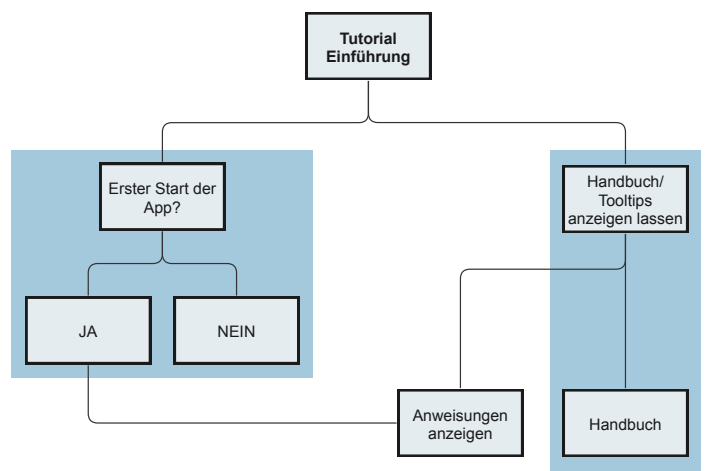 Tutorial
Einführung
Erster Start der
App?
Handbuch/
Tooltips
anzeigen lassen
JA
NEIN
Anweisungen
anzeigen
Handbuch